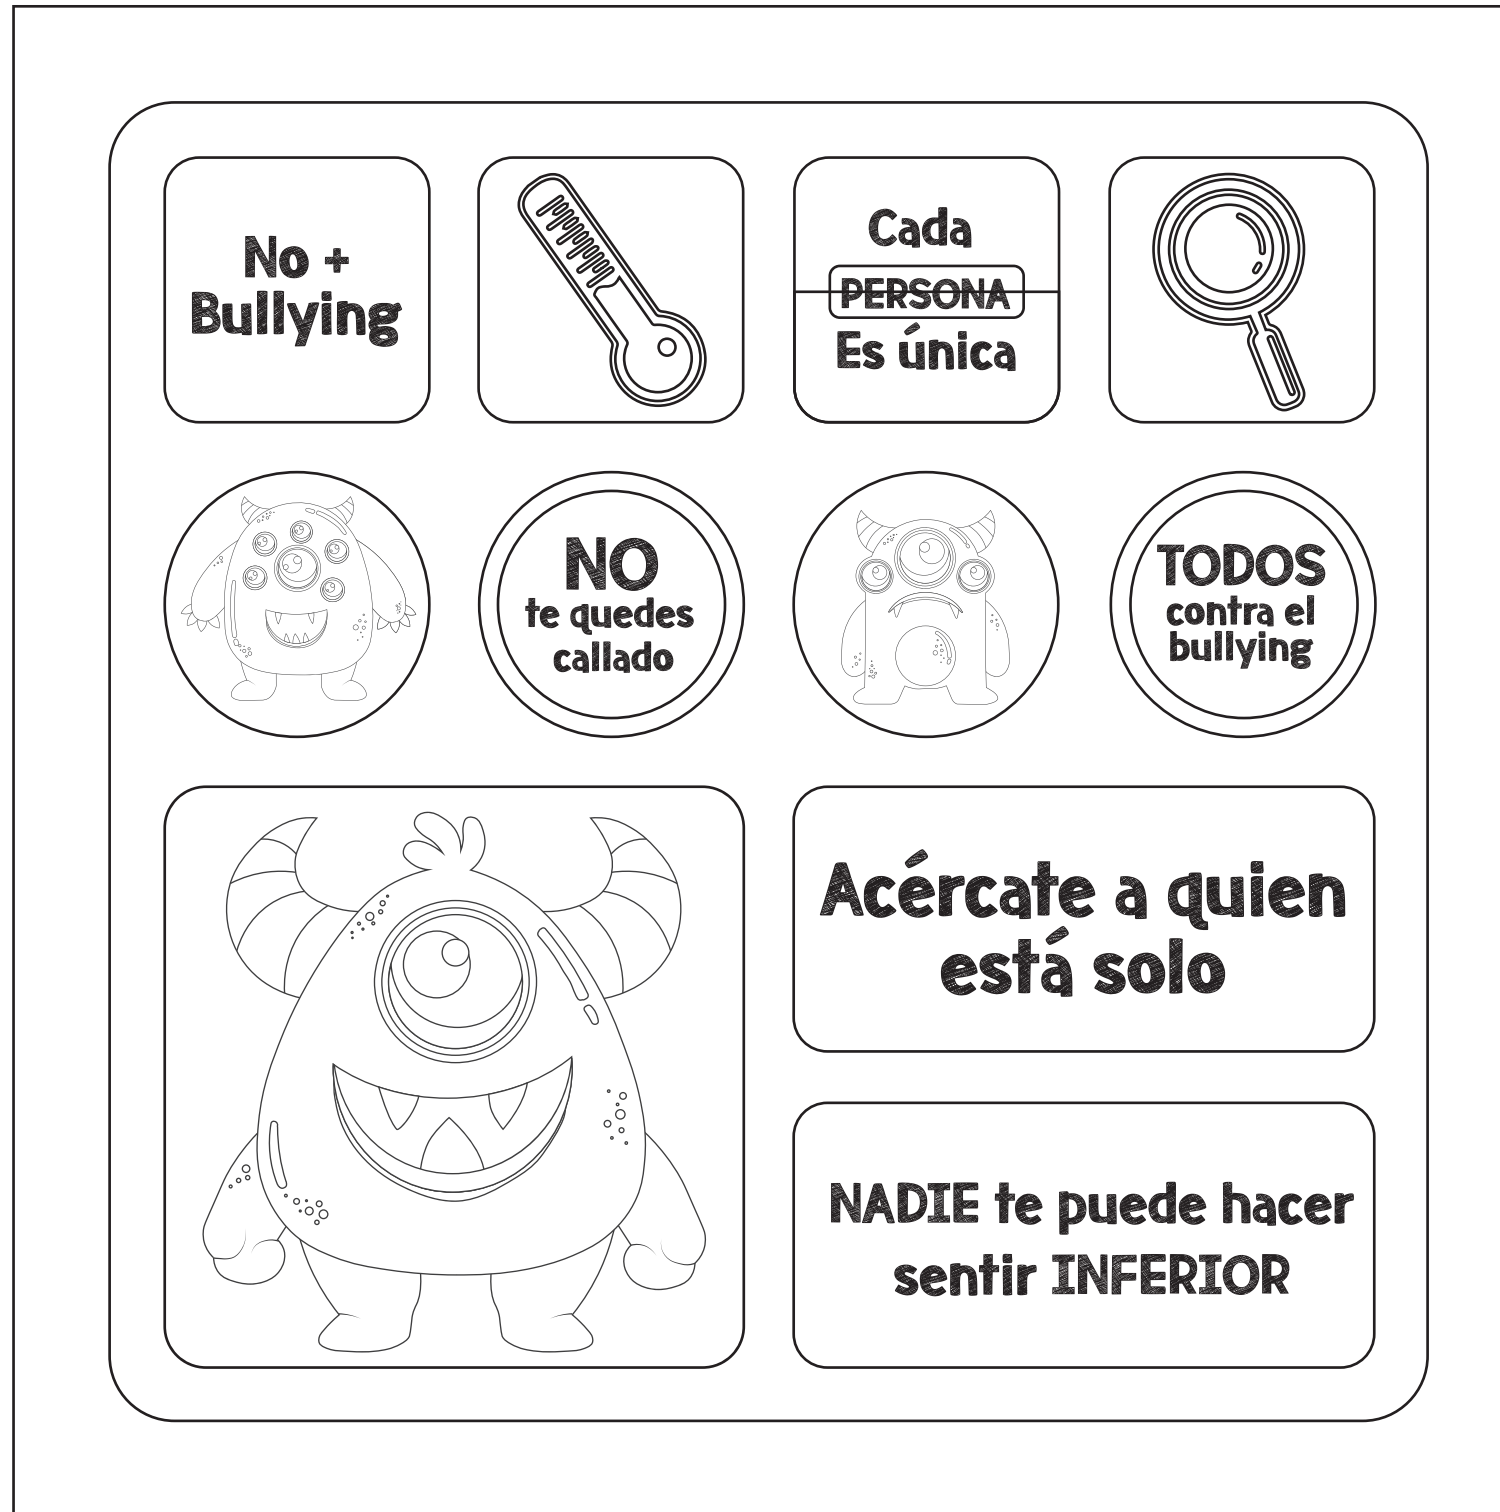 No +
Bullying
Cada
PERSONA
Es única
NO
te quedes
callado
TODOS
contra el
bullying
Acércate a quien
está solo
NADIE te puede hacer
sentir INFERIOR